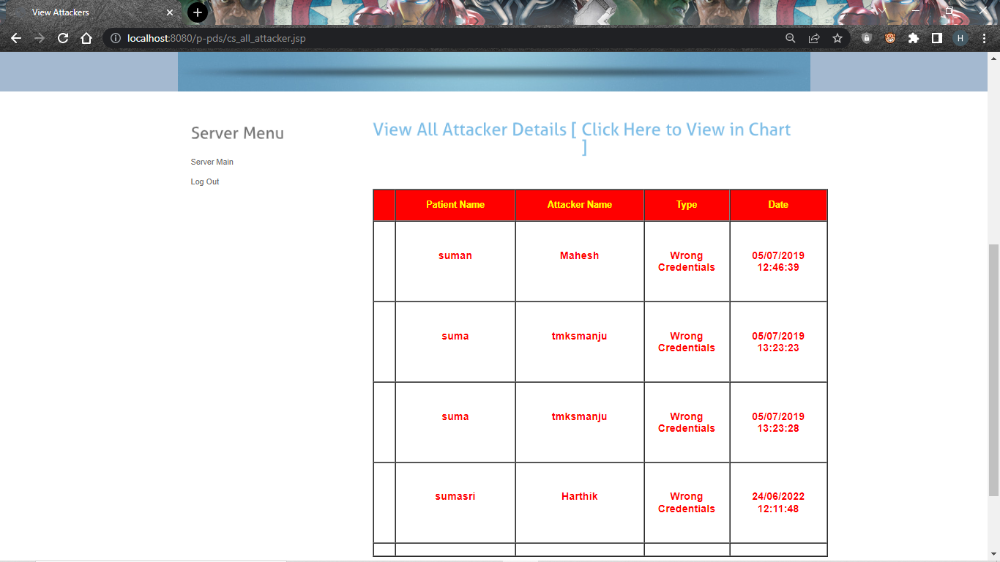 View Attackers
localhost:8080/p-pds/cs_all_attacker.jsp
H
Server Menu
Server Main
Log Out
View All Attacker Details [ Click Here to View in Chart
]
Patient Name Attacker Name Type Date
suman Mahesh Wrong 05/07/2019
Credentials 12:46:39
suma tmksmanju Wrong 05/07/2019
Credentials 13:23:23
suma tmksmanju Wrong 05/07/2019
Credentials 13:23:28
sumasri Harthik Wrong 24/06/2022
Credentials 12:11:48